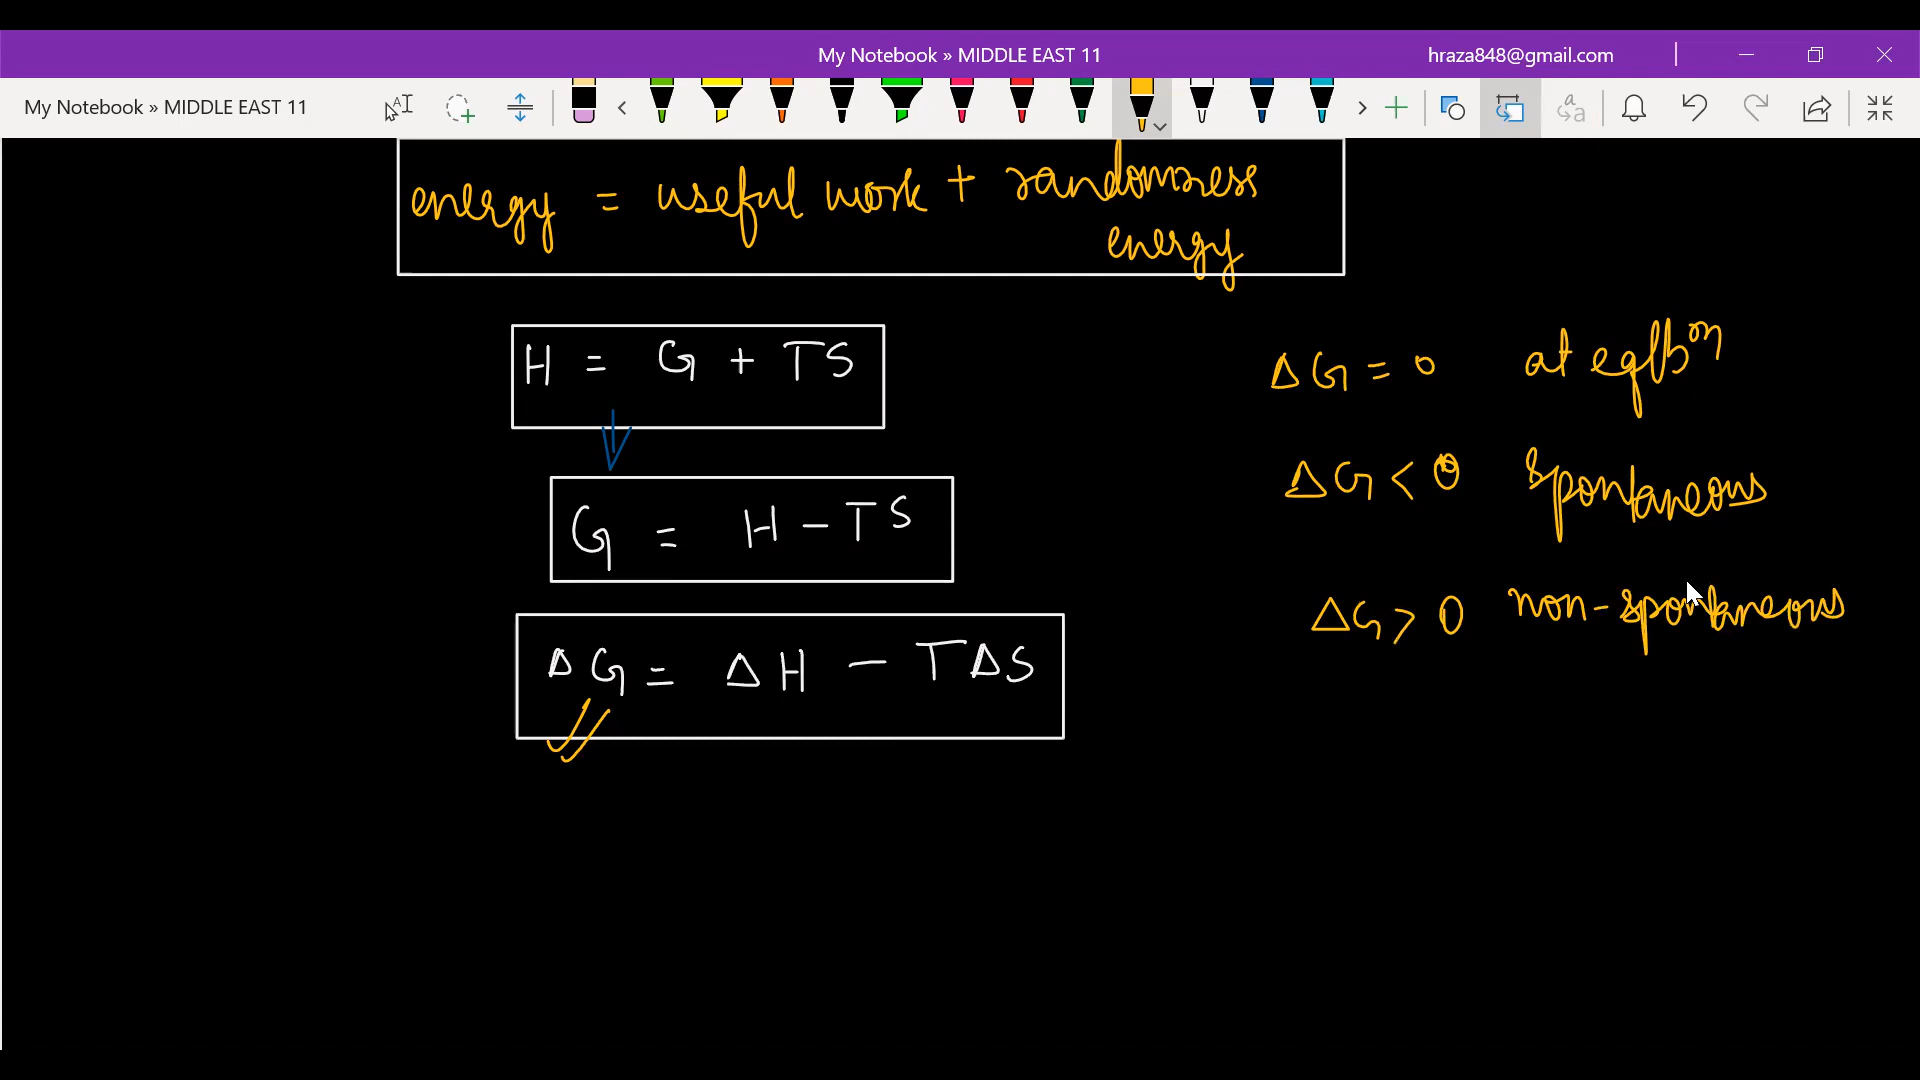 My Notebook » MIDDLE EAST 11
hraza848@gmail.com
My Notebook » MIDDLE EAST 11
energy = useful work + randomness
energy
H = G + TS
G = H - TS
ΔG = ΔH - TΔS
ΔG = 0 at eqlbᵐ
ΔG < 0 spontaneous
ΔG > 0 non-spontaneous